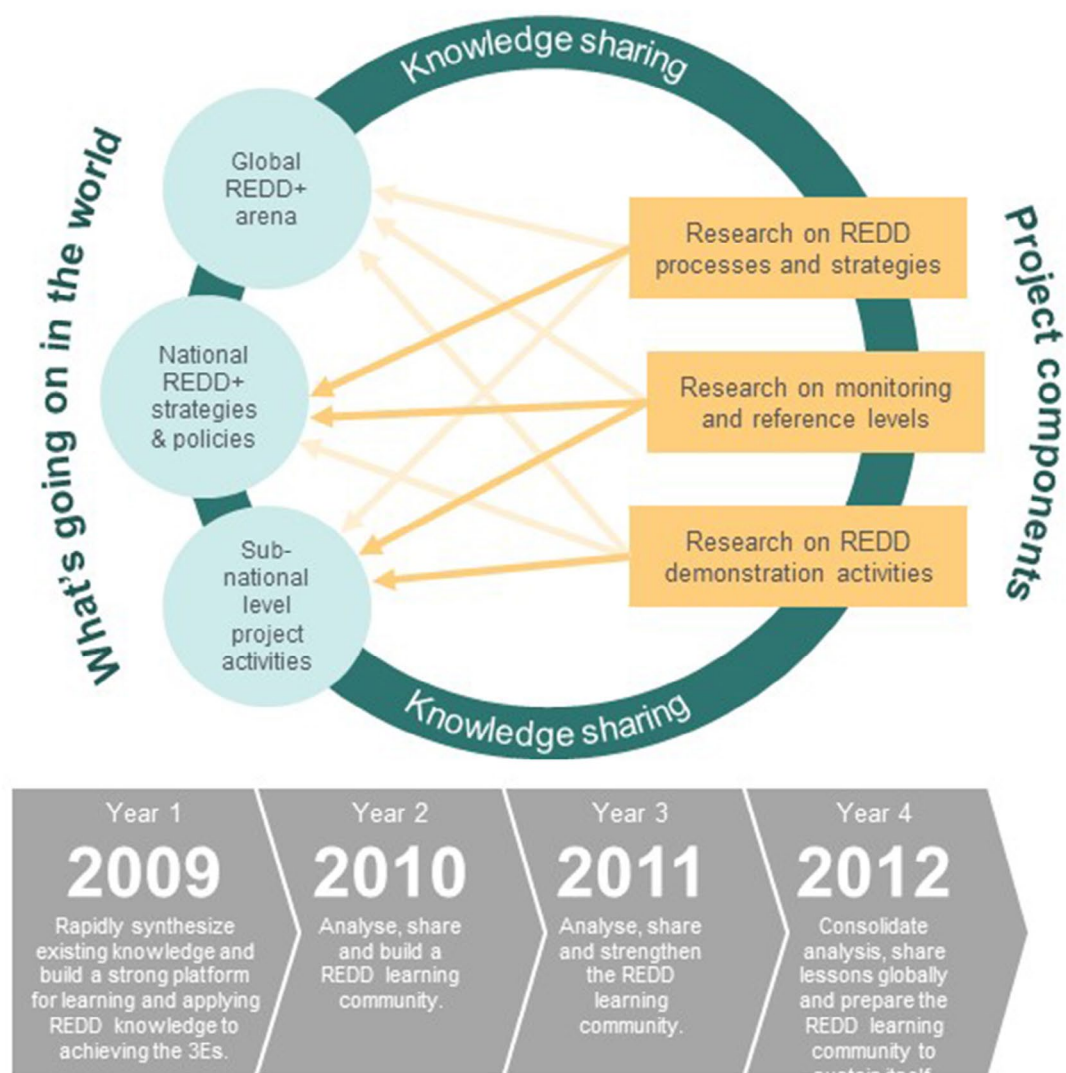 Knowledge sharing
What's going on in the world
Global
REDD+
arena
National
REDD+
strategies
& policies
Sub-
national
level
project
activities
Research on REDD
processes and strategies
Research on monitoring
and reference levels
Research on REDD
demonstration activities
Project components
Knowledge sharing
Year 1
2009
Rapidly synthesize
existing knowledge and
build a strong platform
for learning and applying
REDD knowledge to
achieving the 3Es.
Year 2
2010
Analyse, share
and build a
REDD learning
community.
Year 3
2011
Analyse, share
and strengthen
the REDD
learning
community.
Year 4
2012
Consolidate
analysis, share
lessons globally
and prepare the
REDD learning
community to